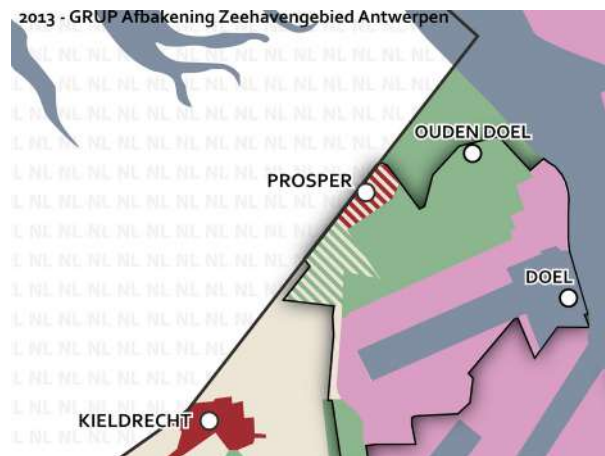 2013 - GRUP Afbakening Zeehavengebied Antwerpen
OUDEN DOEL
PROSPER
DOEL
KIELDRECHT